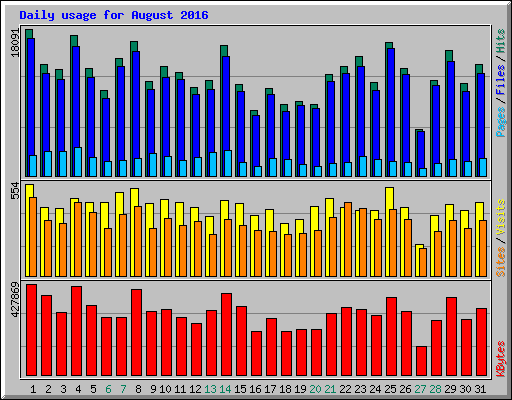 Daily usage for August 2016
18091
Pages / Files / Hits
554
Sites / Visits
427869
KBytes
1 2 3 4 5 6 7 8 9 10 11 12 13 14 15 16 17 18 19 20 21 22 23 24 25 26 27 28 29 30 31